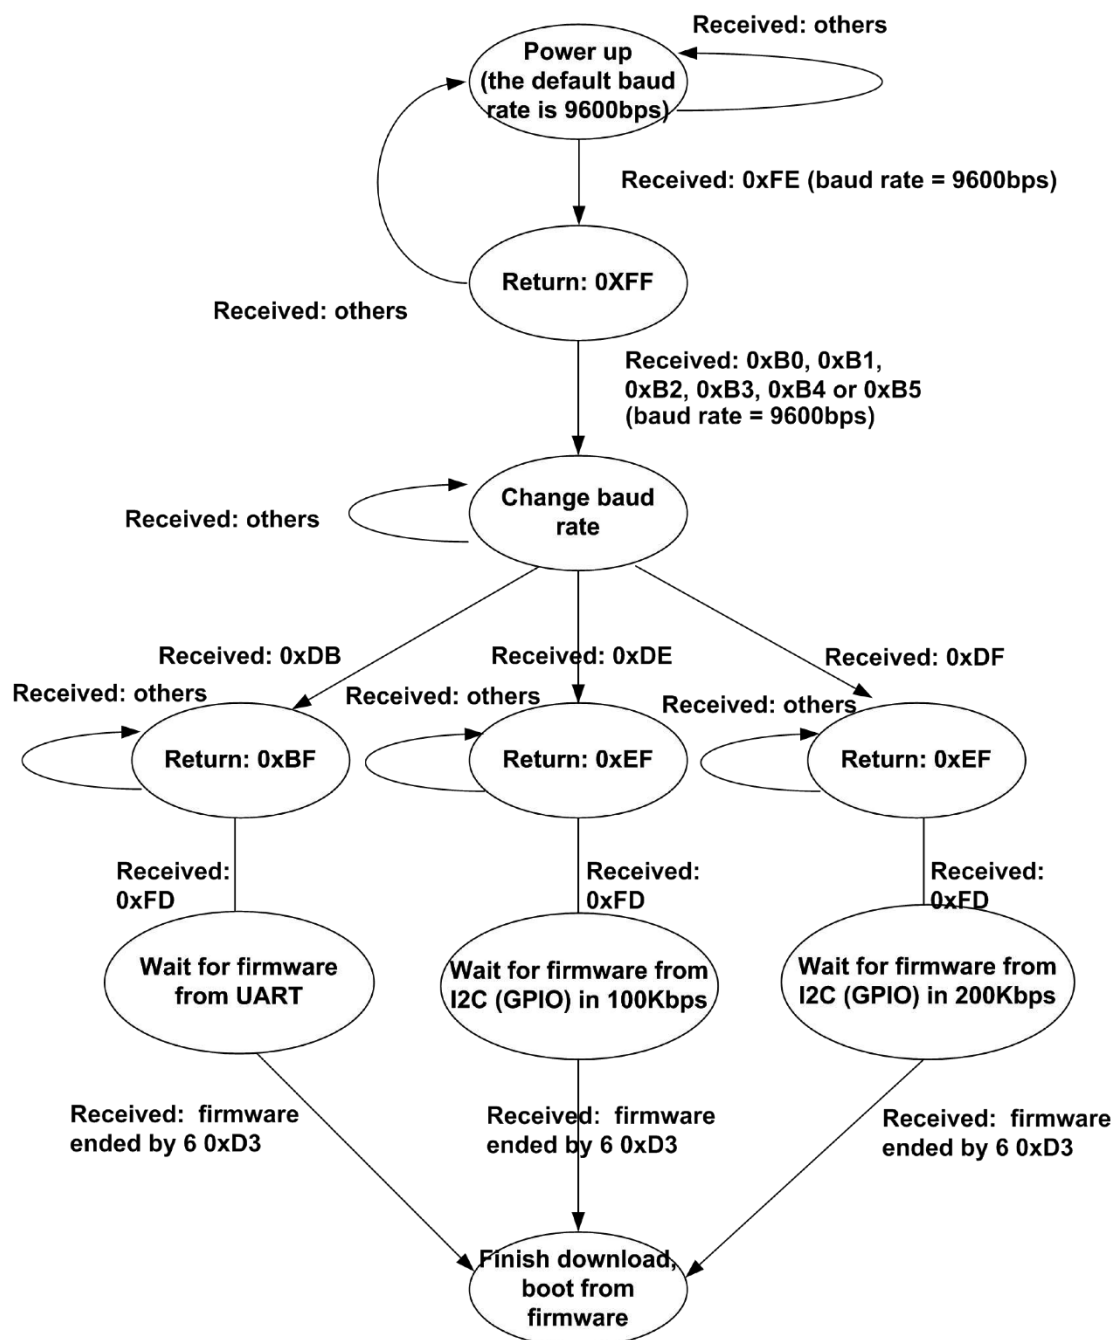 Received: others
Power up
(the default baud
rate is 9600bps)
Received: 0xFE (baud rate = 9600bps)
Return: 0XFF
Received: others
Received: 0xB0, 0xB1,
0xB2, 0xB3, 0xB4 or 0xB5
(baud rate = 9600bps)
Change baud
rate
Received: others
Received: 0xDB
Received: 0xDE
Received: 0xDF
Received: others
Received: others
Received: others
Return: 0xBF
Return: 0xEF
Return: 0xEF
Received:
0xFD
Received:
0xFD
Received:
0xFD
Wait for firmware
from UART
Wait for firmware from
I2C (GPIO) in 100Kbps
Wait for firmware from
I2C (GPIO) in 200Kbps
Received:  firmware
ended by 6 0xD3
Received:  firmware
ended by 6 0xD3
Received:  firmware
ended by 6 0xD3
Finish download,
boot from
firmware